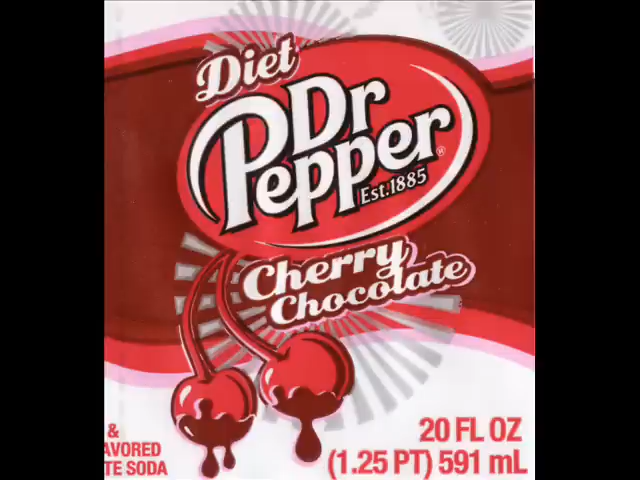 Diet
Dr
Pepper
Est.1885
®
Cherry
Chocolate
&
AVORED
TE SODA
20 FL OZ
(1.25 PT) 591 mL